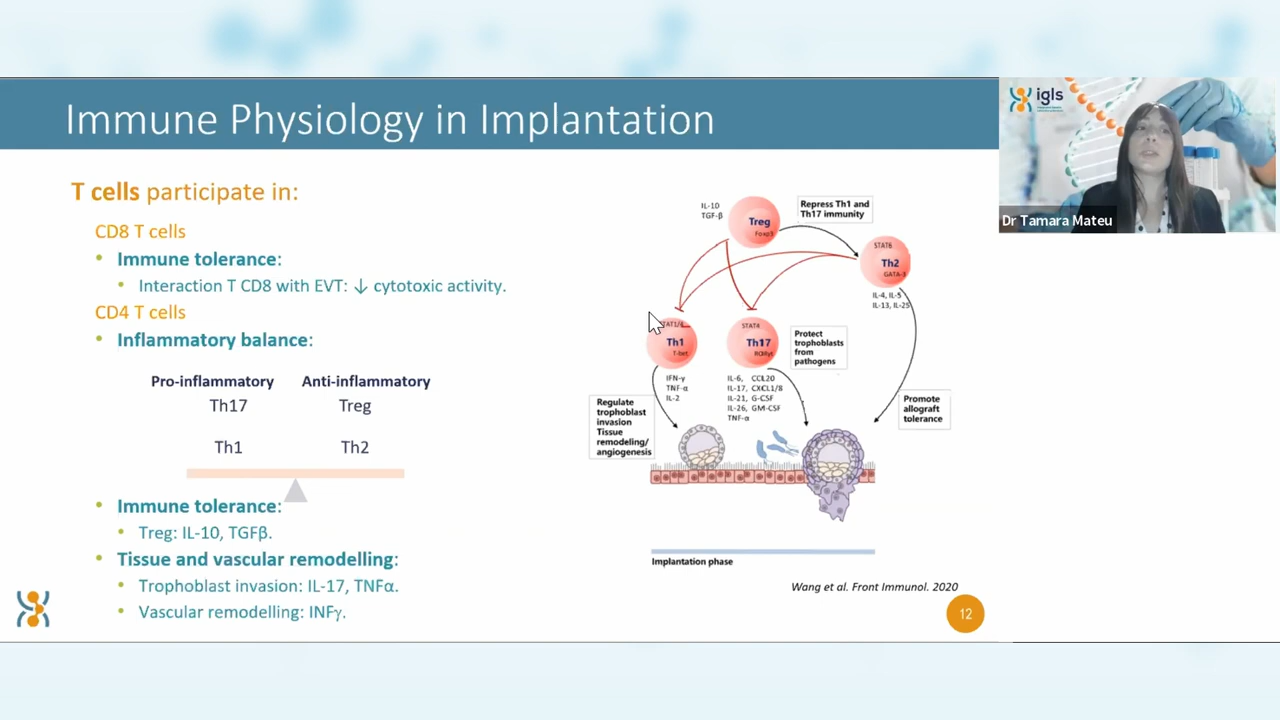 Immune Physiology in Implantation
igls
Dr Tamara Mateu
T cells participate in:
CD8 T cells
• Immune tolerance:
• Interaction T CD8 with EVT: ↓ cytotoxic activity.
CD4 T cells
• Inflammatory balance:
Pro-inflammatory Anti-inflammatory
Th17 Treg
Th1 Th2
• Immune tolerance:
• Treg: IL-10, TGFβ.
• Tissue and vascular remodelling:
• Trophoblast invasion: IL-17, TNFα.
• Vascular remodelling: INFγ.
IL-10
TGF-β
Treg
Foxp3
Repress Th1 and
Th17 immunity
STAT6
Th2
GATA-3
IL-4, IL-5
IL-13, IL-25
STAT1/4
Th1
T-bet
IFN-γ
TNF-α
IL-2
Regulate
trophoblast
invasion
Tissue
remodeling/
angiogenesis
Th17
RORγt
IL-6, CCL20
IL-17, CXCL1/8
IL-21, G-CSF
IL-26, GM-CSF
TNF-α
Protect
trophoblasts
from
pathogens
Promote
allograft
tolerance
Implantation phase
Wang et al. Front Immunol. 2020
12